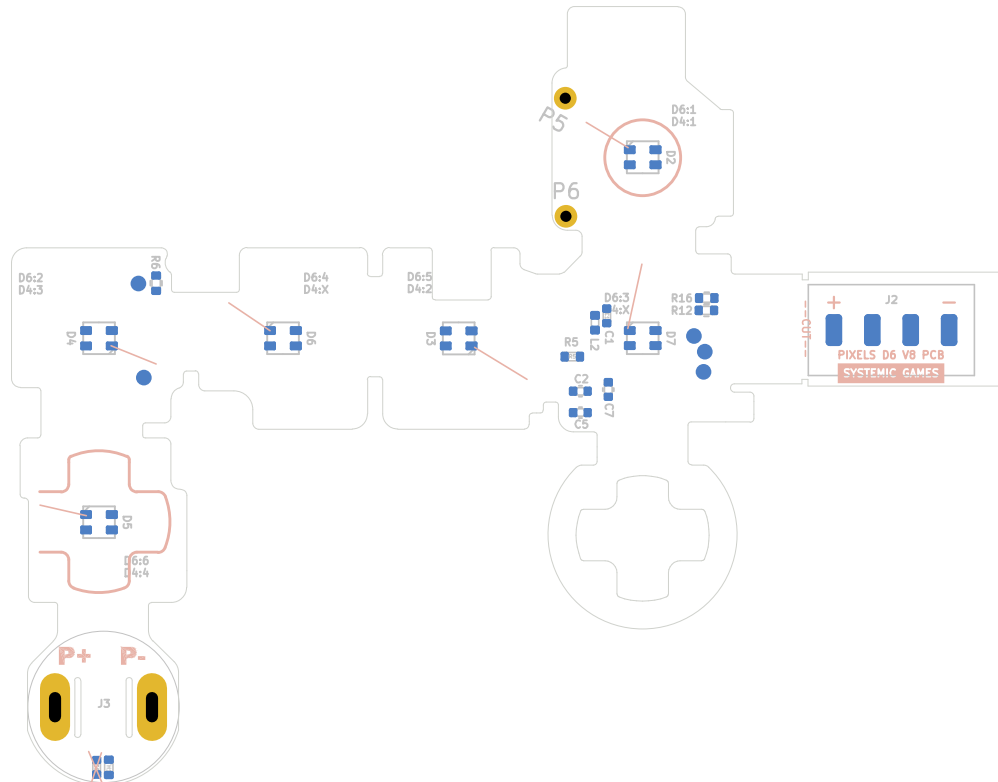 D6:1
D4:1
P5
D2
P6
R6
D6:2
D4:3
D6:4
D4:X
D6:5
D4:2
D6:3
D4:X
R16
R12
+
J2
−
--CUT--
D4
D6
D3
C1
L2
D7
R5
PIXELS D6 V8 PCB
SYSTEMIC GAMES
C2
C7
C5
D5
D6:6
D4:4
P+
P-
J3